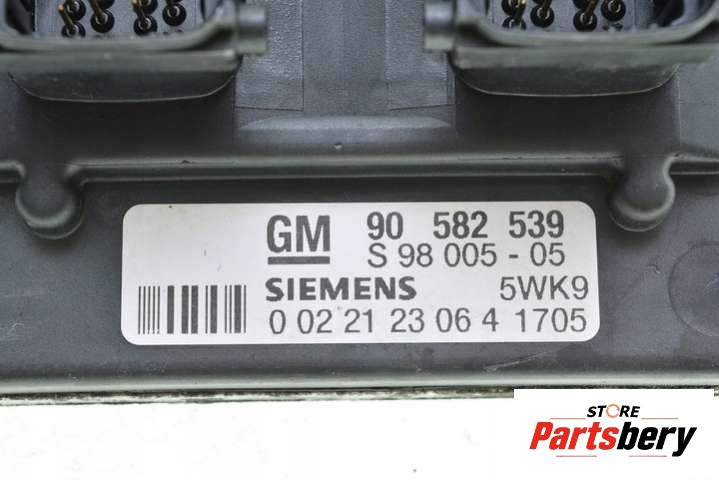 GM 90 582 539
S 98 005 - 05
SIEMENS 5WK9
0 02 21 23 06 4 1705
STORE
Partsbery